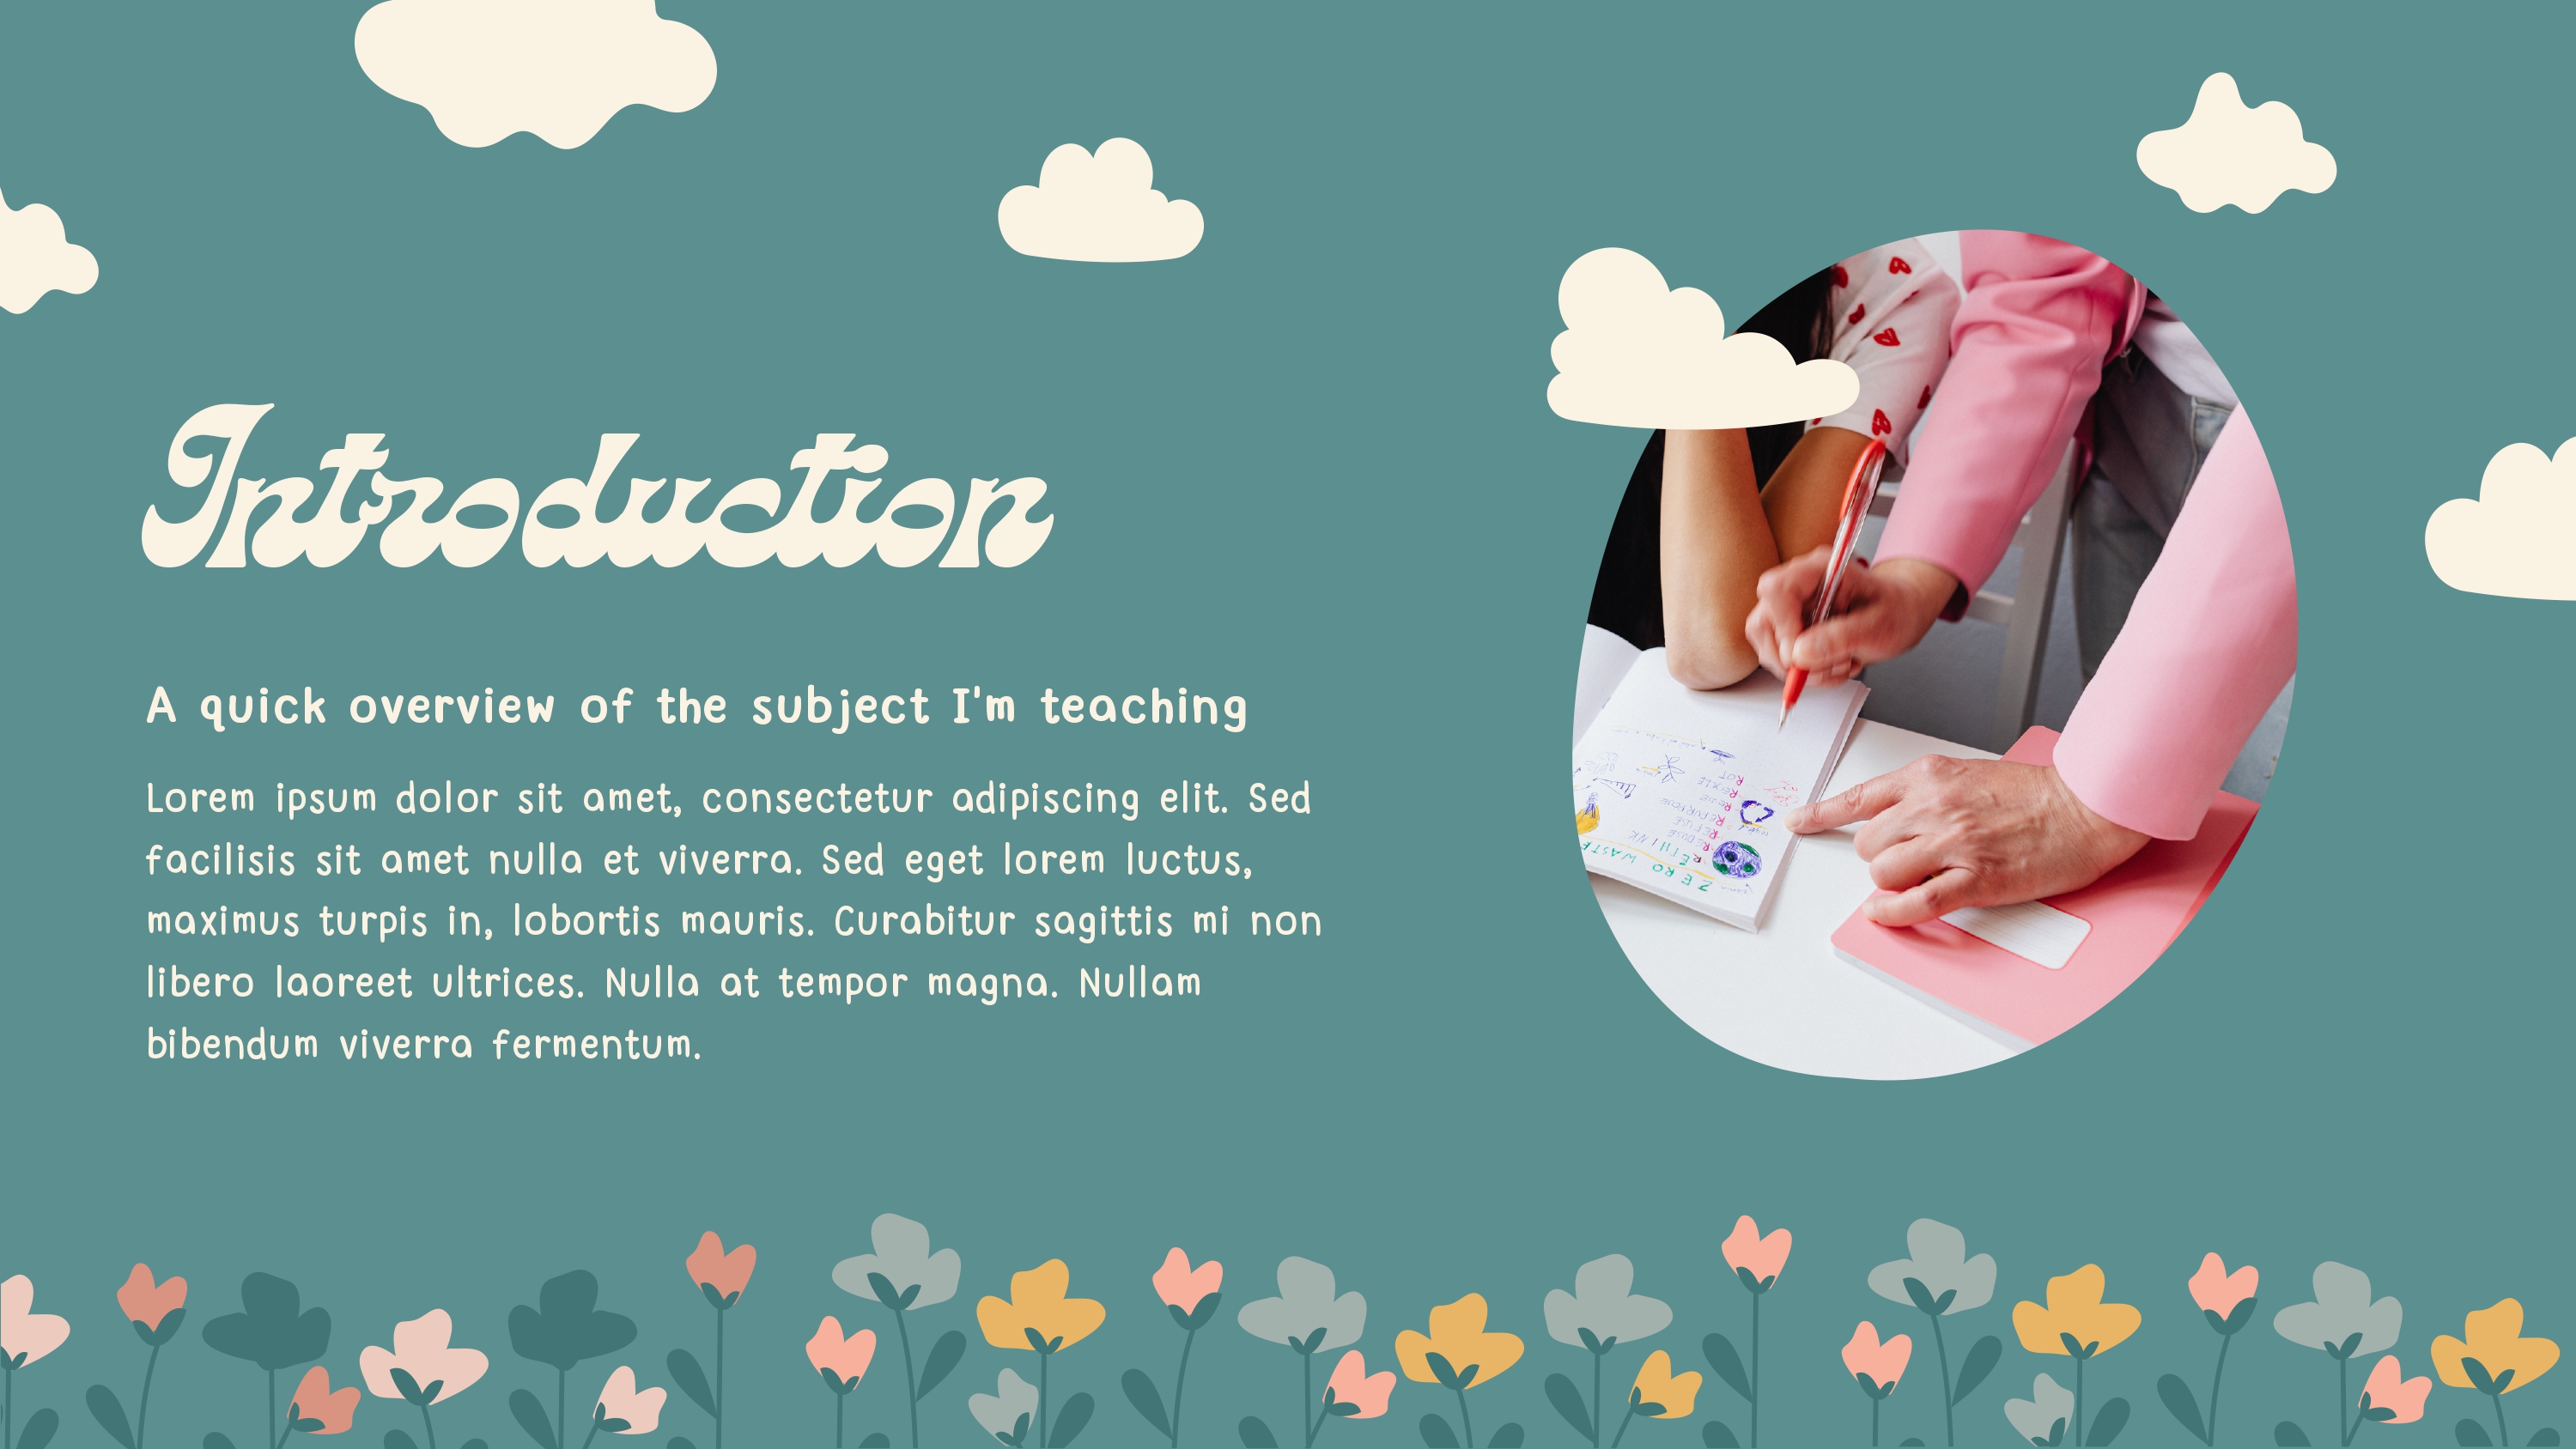 Introduction
A quick overview of the subject I'm teaching
Lorem ipsum dolor sit amet, consectetur adipiscing elit. Sed
facilisis sit amet nulla et viverra. Sed eget lorem luctus,
maximus turpis in, lobortis mauris. Curabitur sagittis mi non
libero laoreet ultrices. Nulla at tempor magna. Nullam
bibendum viverra fermentum.
ZERO WASTE
RETHINK
REDUSE
REFUSE
REPURPOSE
REUSE
ROT